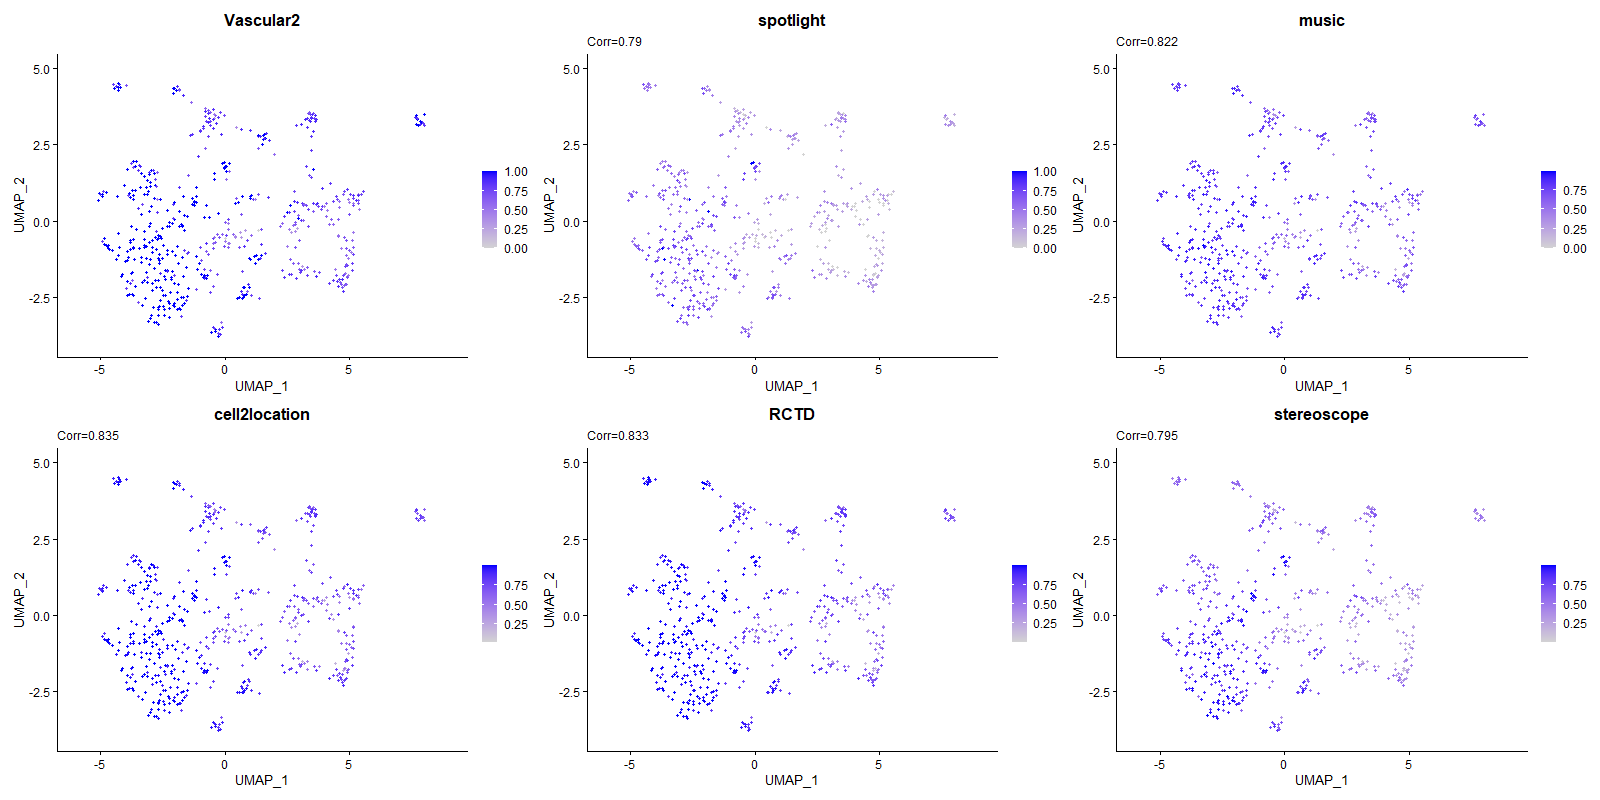 Vascular2
5.0
2.5
0.0
-2.5
UMAP_2
-5
0
5
UMAP_1
1.00
0.75
0.50
0.25
0.00
spotlight
Corr=0.79
5.0
2.5
0.0
-2.5
UMAP_2
-5
0
5
UMAP_1
1.00
0.75
0.50
0.25
0.00
music
Corr=0.822
5.0
2.5
0.0
-2.5
UMAP_2
-5
0
5
UMAP_1
0.75
0.50
0.25
0.00
cell2location
Corr=0.835
5.0
2.5
0.0
-2.5
UMAP_2
-5
0
5
UMAP_1
0.75
0.50
0.25
RCTD
Corr=0.833
5.0
2.5
0.0
-2.5
UMAP_2
-5
0
5
UMAP_1
0.75
0.50
0.25
stereoscope
Corr=0.795
5.0
2.5
0.0
-2.5
UMAP_2
-5
0
5
UMAP_1
0.75
0.50
0.25